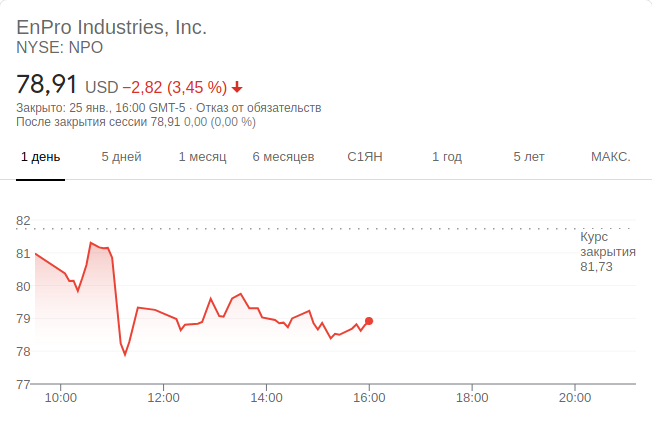 EnPro Industries, Inc.
NYSE: NPO
78,91 USD −2,82 (3,45 %)
Закрыто: 25 янв., 16:00 GMT-5 · Отказ от обязательств
После закрытия сессии 78,91 0,00 (0,00 %)
1 день 5 дней 1 месяц 6 месяцев С1ЯН 1 год 5 лет МАКС.
82
Курс
закрытия
81,73
81
80
79
78
77
10:00 12:00 14:00 16:00 18:00 20:00